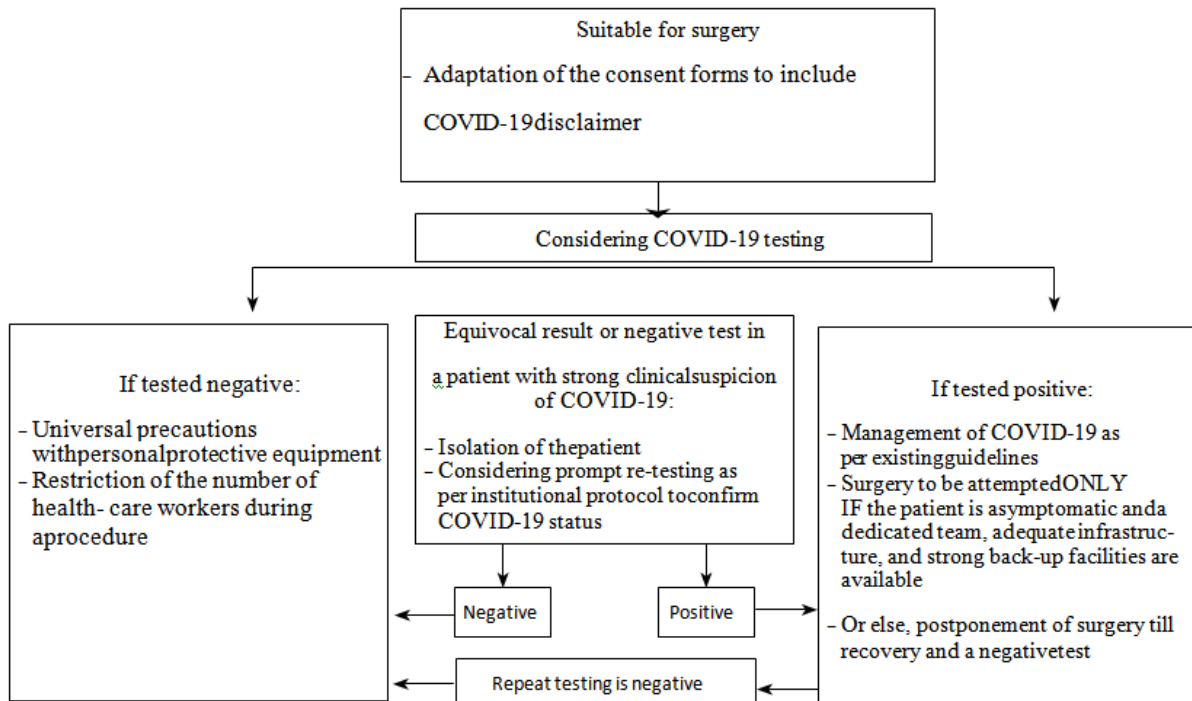 Suitable for surgery
– Adaptation of the consent forms to include
COVID-19disclaimer
Considering COVID-19 testing
If tested negative:
– Universal precautions
withpersonalprotective equipment
– Restriction of the number of
health- care workers during
aprocedure
Equivocal result or negative test in
a patient with strong clinicalsuspicion
of COVID-19:
– Isolation of thepatient
– Considering prompt re-testing as
per institutional protocol toconfirm
COVID-19 status
Negative
Positive
If tested positive:
– Management of COVID-19 as
per existingguidelines
– Surgery to be attemptedONLY
IF the patient is asymptomatic anda
dedicated team, adequate infrastruc-
ture, and strong back-up facilities are
available
– Or else, postponement of surgery till
recovery and a negativetest
Repeat testing is negative